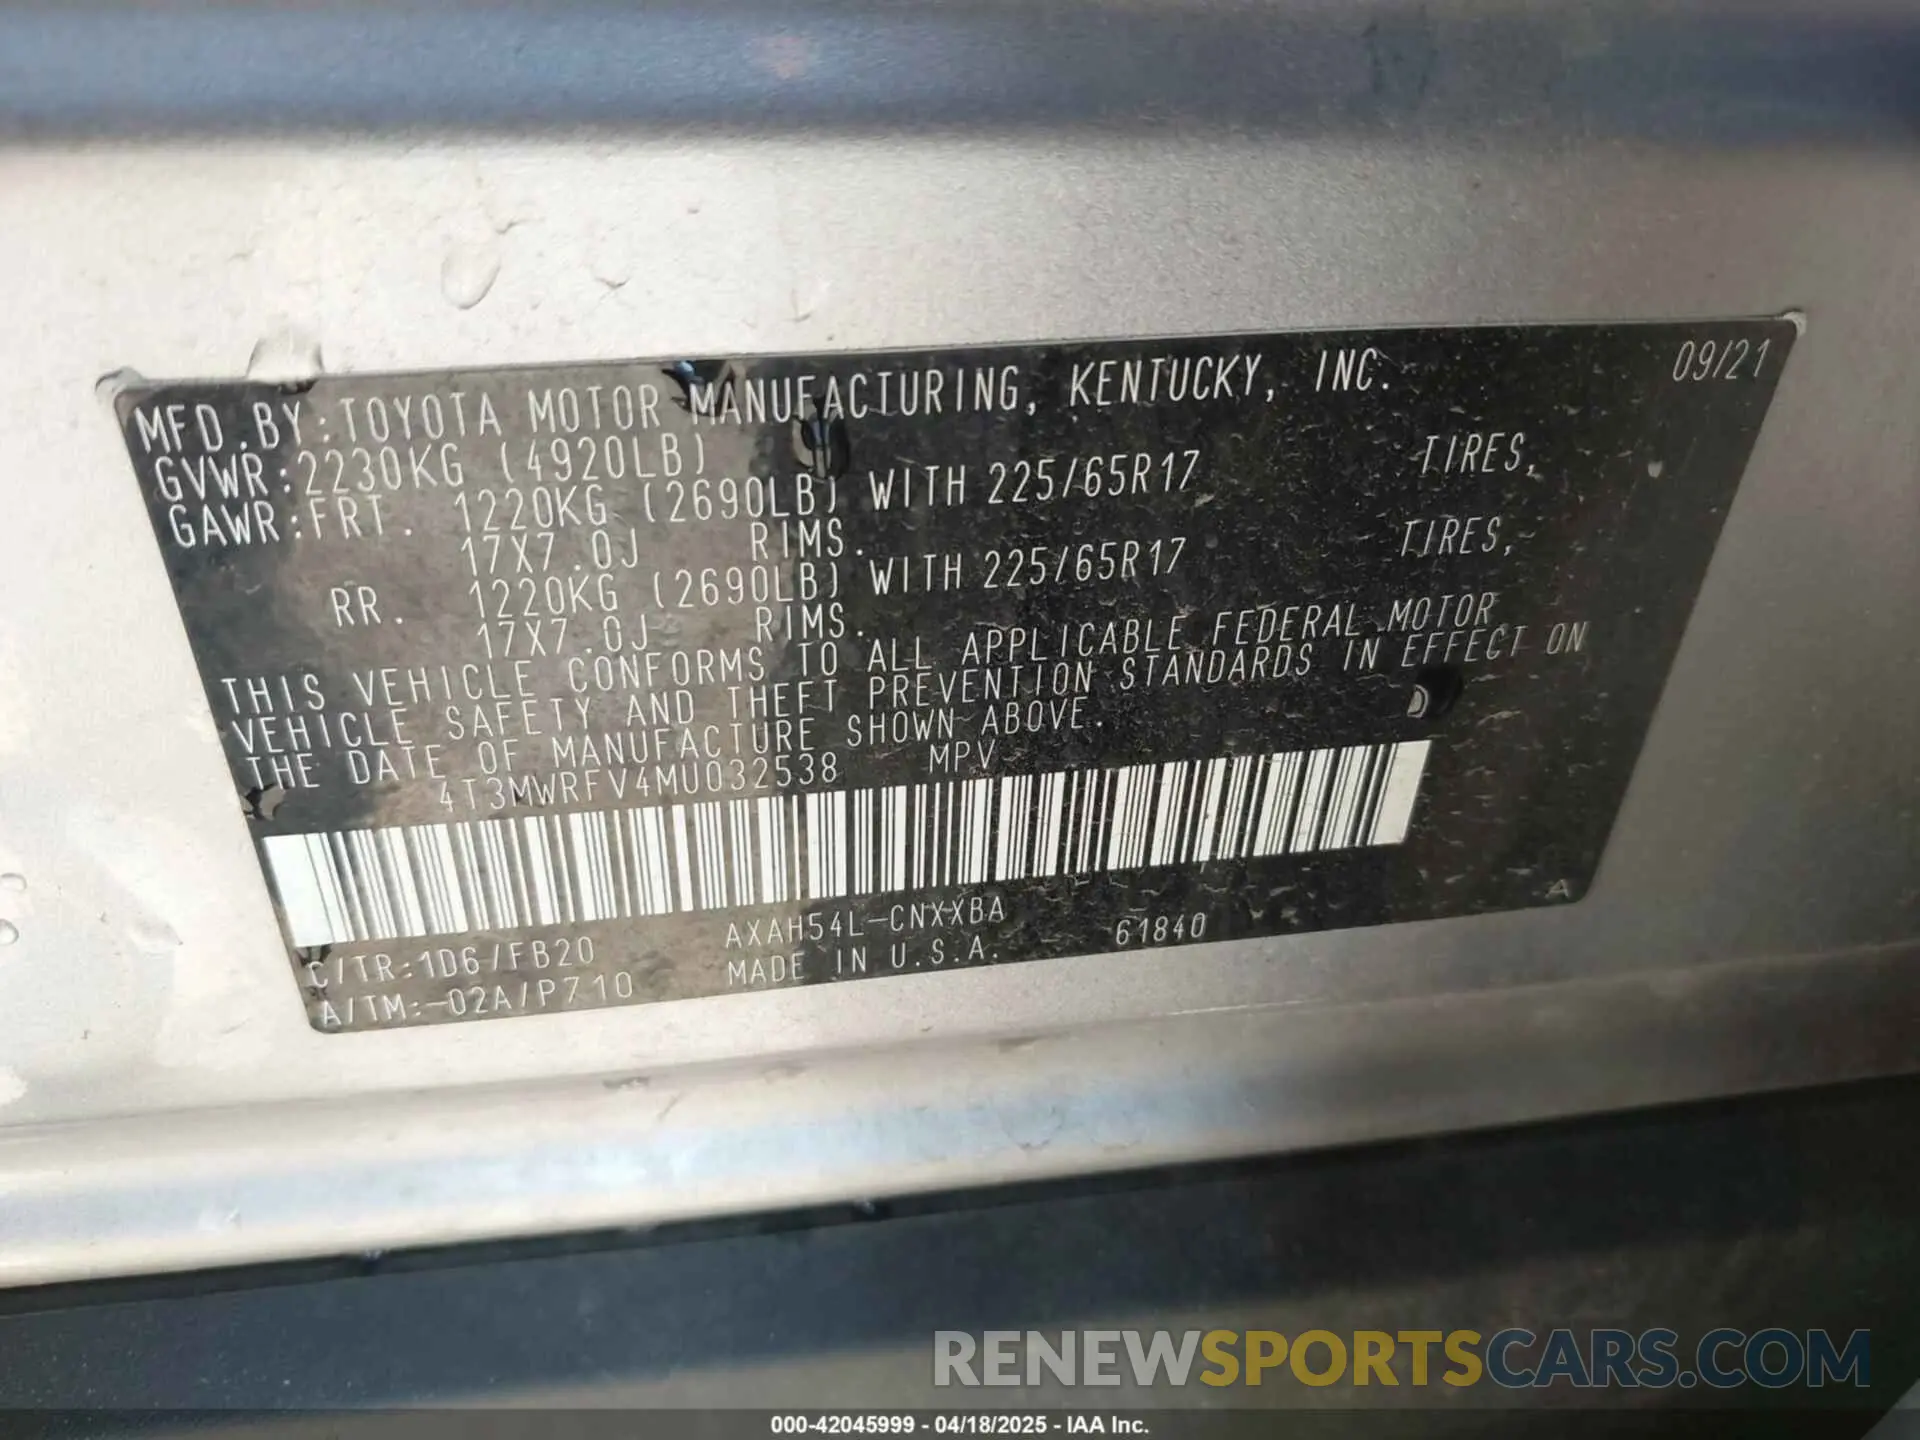 MFD.BY:TOYOTA MOTOR MANUFACTURING, KENTUCKY, INC. 09/21
GVWR:2230KG (4920LB)
GAWR:FRT. 1220KG (2690LB) WITH 225/65R17 TIRES,
17X7.0J RIMS.
RR. 1220KG (2690LB) WITH 225/65R17 TIRES,
17X7.0J RIMS.
THIS VEHICLE CONFORMS TO ALL APPLICABLE FEDERAL MOTOR
VEHICLE SAFETY AND THEFT PREVENTION STANDARDS IN EFFECT ON
THE DATE OF MANUFACTURE SHOWN ABOVE.
4T3MWRFV4MU032538 MPV
A
C/TR:1D6/FB20 AXAH54L-CNXXBA 61840
A/TM:-02A/P710 MADE IN U.S.A.
RENEWSPORTSCARS.COM
000-42045999 - 04/18/2025 - IAA Inc.